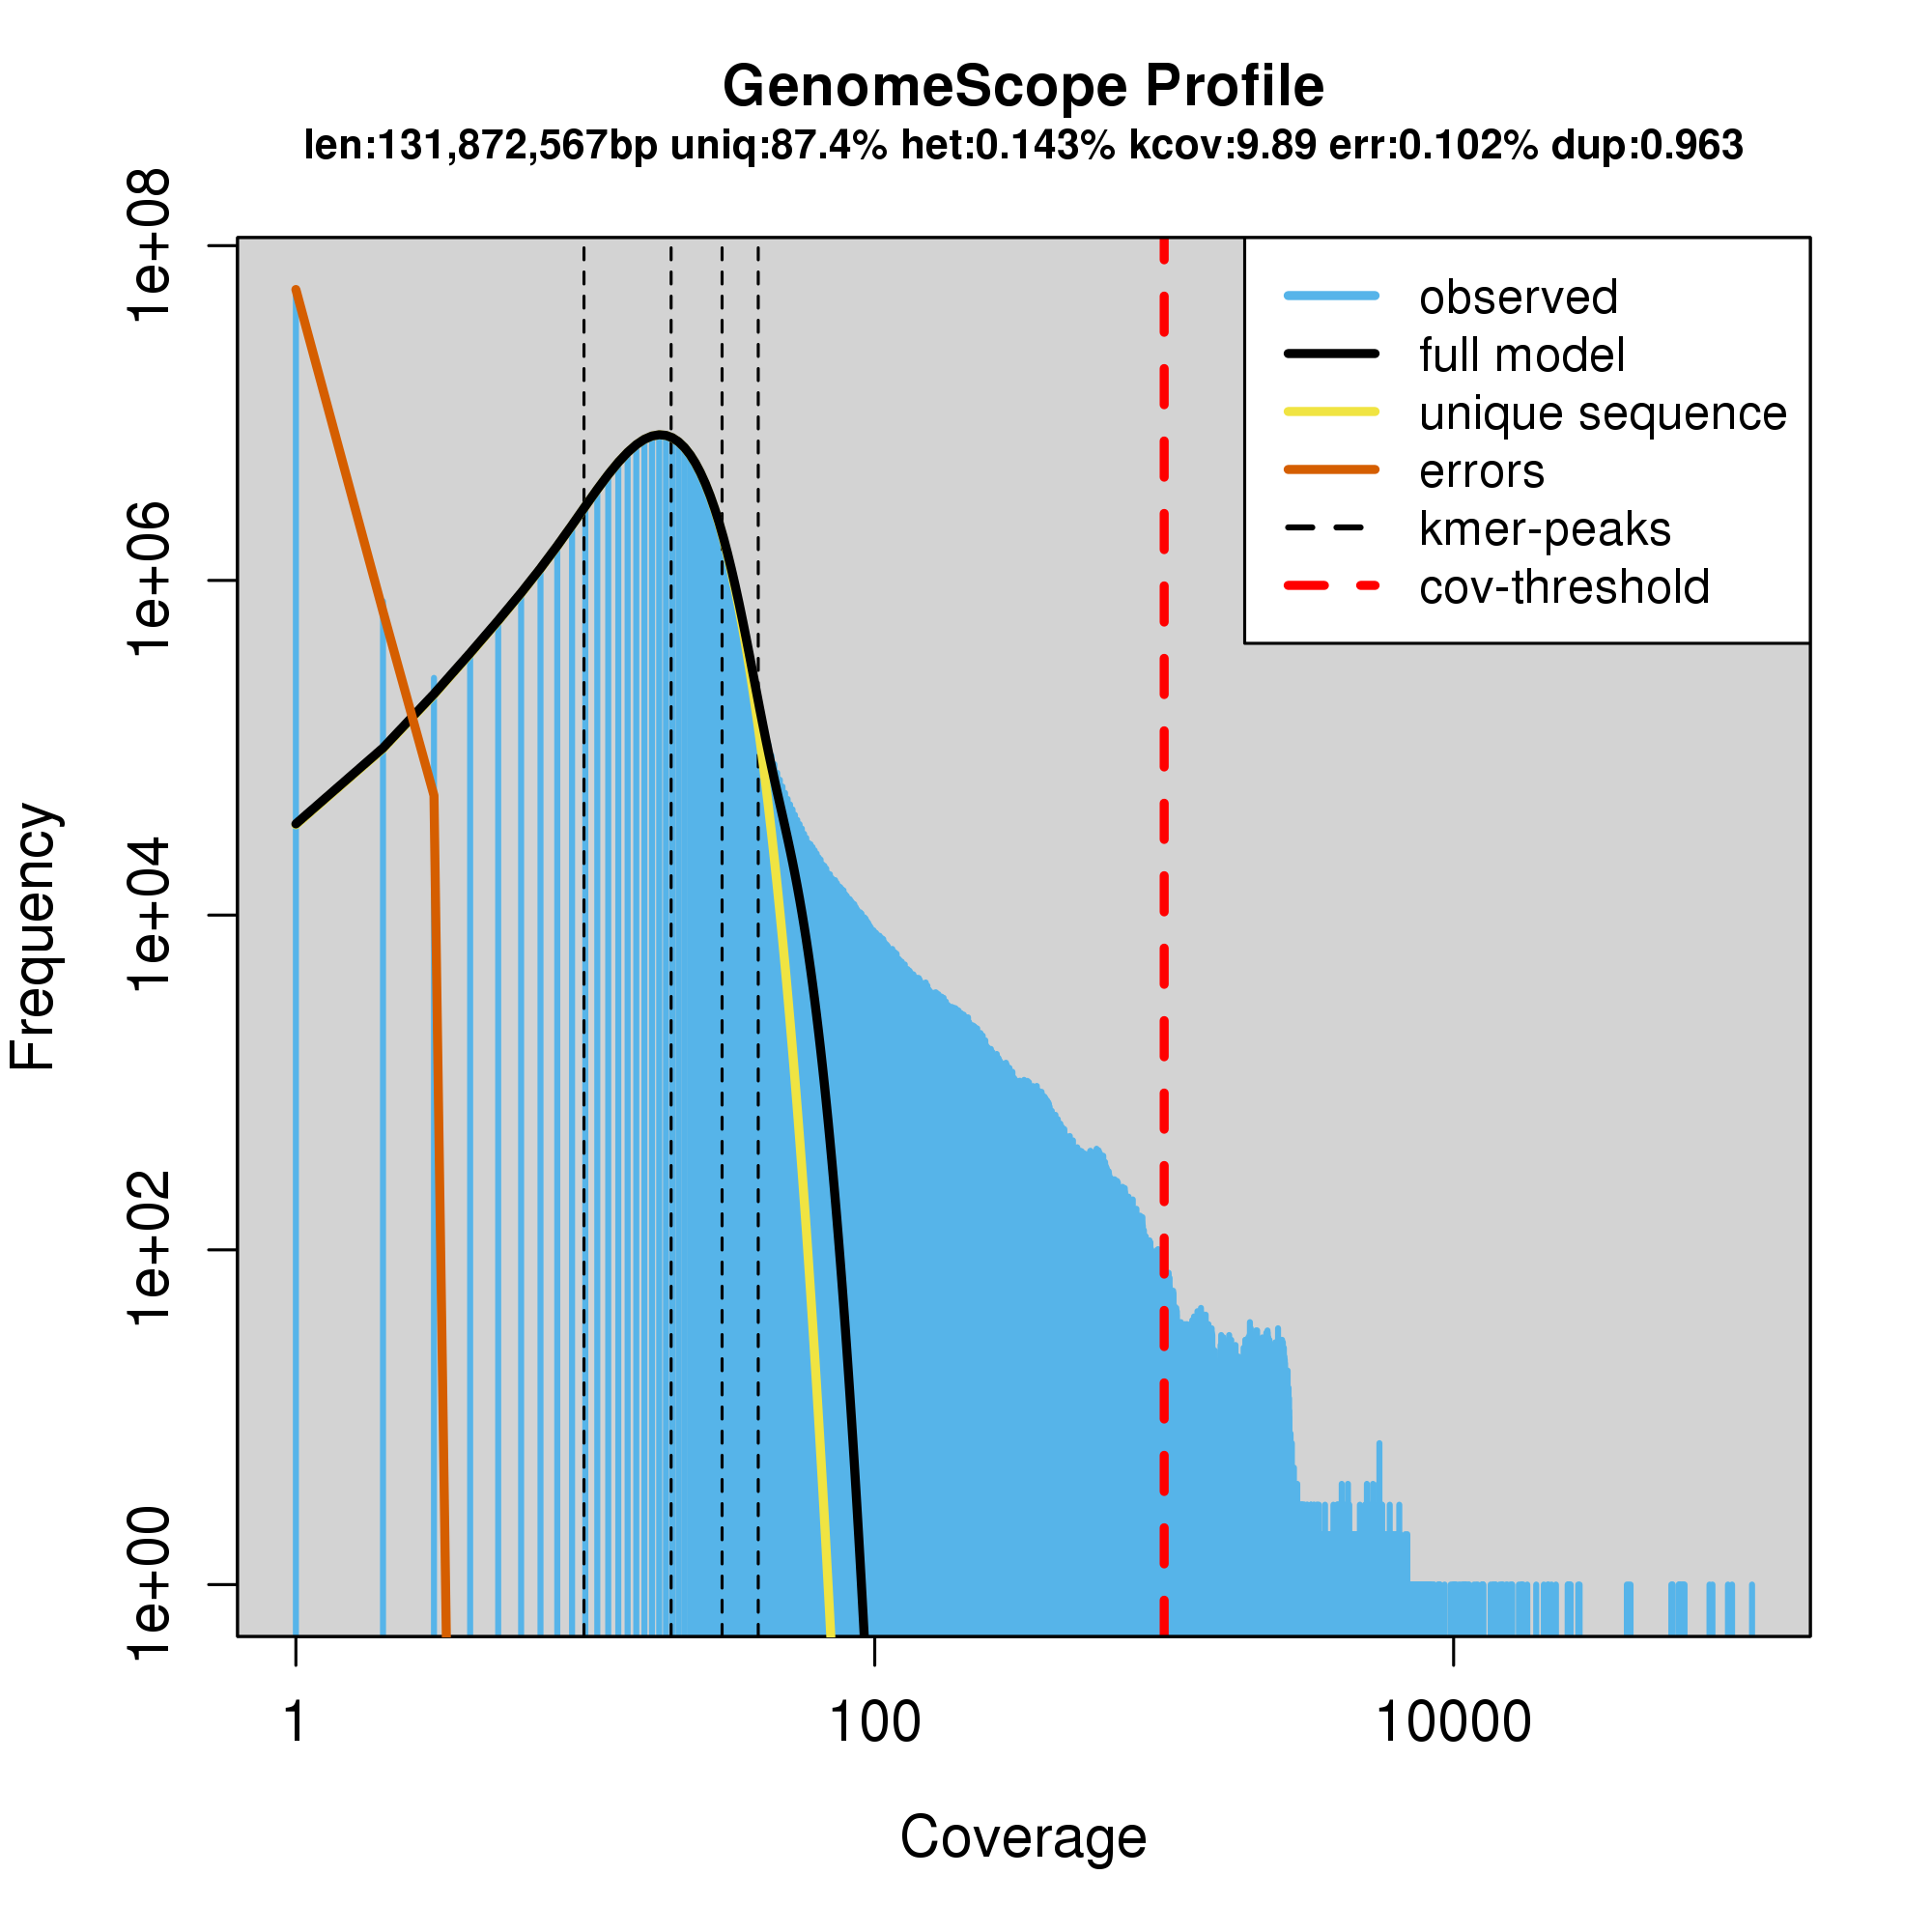 GenomeScope Profile
len:131,872,567bp uniq:87.4% het:0.143% kcov:9.89 err:0.102% dup:0.963
1e+08
1e+06
1e+04
1e+02
1e+00
Frequency
observed
full model
unique sequence
errors
kmer-peaks
cov-threshold
1
100
10000
Coverage